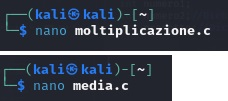 ┌──(kali㉿kali)-[~]
└─$ nano moltiplicazione.c
┌──(kali㉿kali)-[~]
└─$ nano media.c